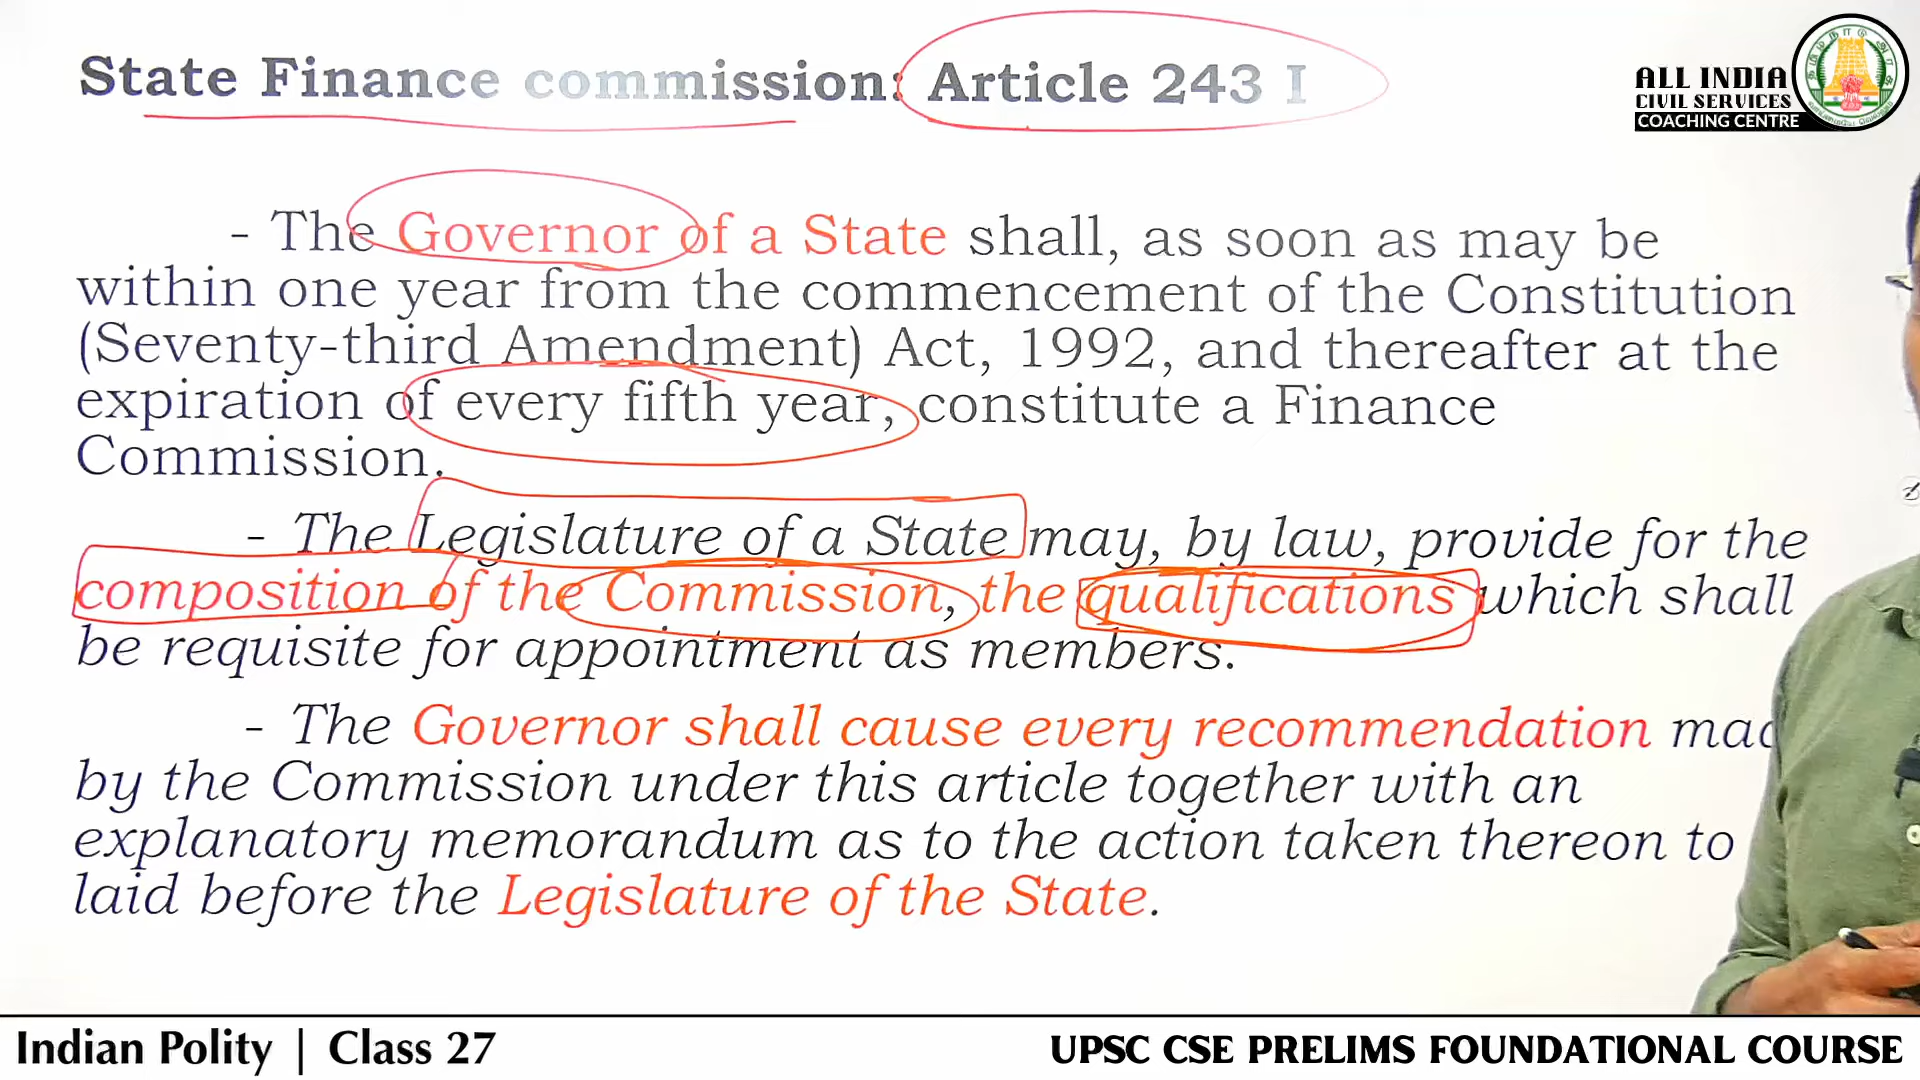 State Finance commission: Article 243 I
ALL INDIA
CIVIL SERVICES
COACHING CENTRE
- The Governor of a State shall, as soon as may be
within one year from the commencement of the Constitution
(Seventy-third Amendment) Act, 1992, and thereafter at the
expiration of every fifth year, constitute a Finance
Commission.
- The Legislature of a State may, by law, provide for the
composition of the Commission, the qualifications which shall
be requisite for appointment as members.
- The Governor shall cause every recommendation
by the Commission under this article together with an
explanatory memorandum as to the action taken thereon to
laid before the Legislature of the State.
Indian Polity | Class 27
UPSC CSE PRELIMS FOUNDATIONAL COURSE